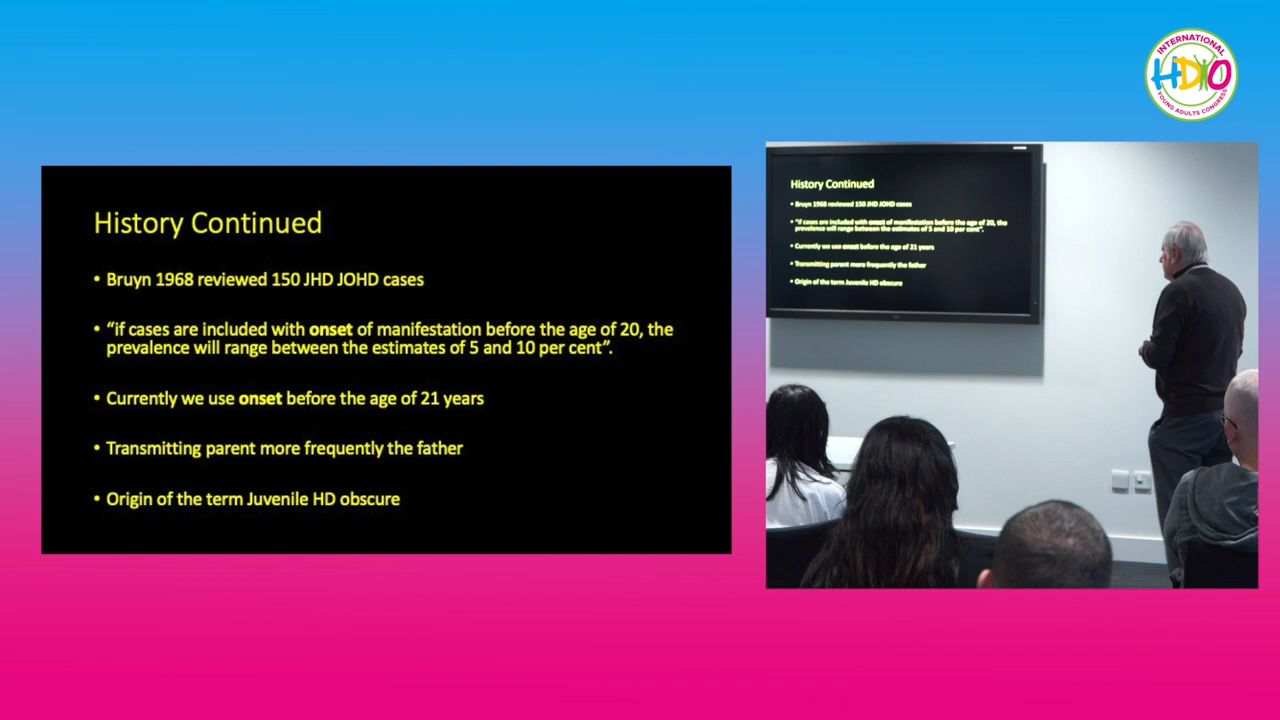 INTERNATIONAL
HDYO
YOUNG ADULTS CONGRESS
History Continued
• Bruyn 1968 reviewed 150 JHD JOHD cases
• “if cases are included with onset of manifestation before the age of 20, the
prevalence will range between the estimates of 5 and 10 per cent”.
• Currently we use onset before the age of 21 years
• Transmitting parent more frequently the father
• Origin of the term Juvenile HD obscure
History Continued
• Bruyn 1968 reviewed 150 JHD JOHD cases
• “if cases are included with onset of manifestation before the age of 20, the
prevalence will range between the estimates of 5 and 10 per cent”.
• Currently we use onset before the age of 21 years
• Transmitting parent more frequently the father
• Origin of the term Juvenile HD obscure